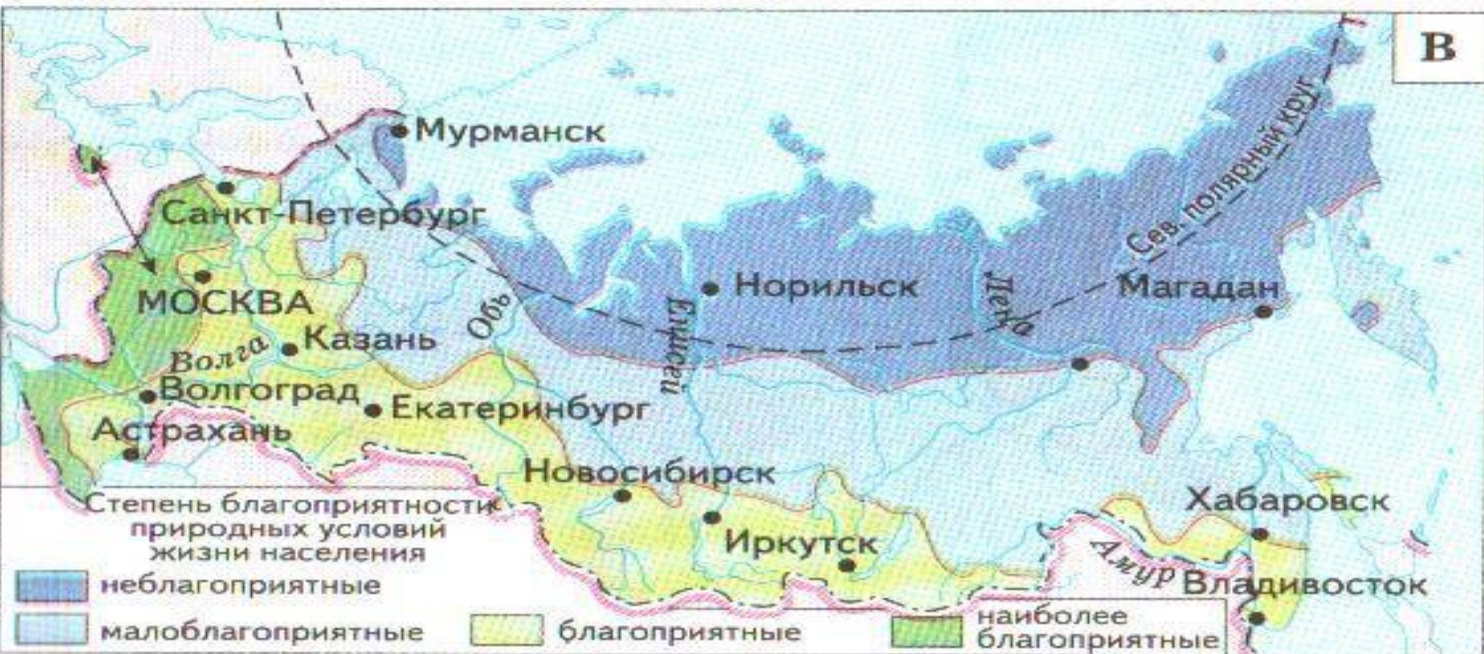 В
Мурманск
Санкт-Петербург
Сев. полярный круг
МОСКВА
Обь
Енисей
Норильск
Лена
Магадан
Волга
Казань
Волгоград
Екатеринбург
Астрахань
Новосибирск
Иркутск
Хабаровск
Амур
Владивосток
Степень благоприятности
природных условий
жизни населения
неблагоприятные
малоблагоприятные
благоприятные
наиболее
благоприятные